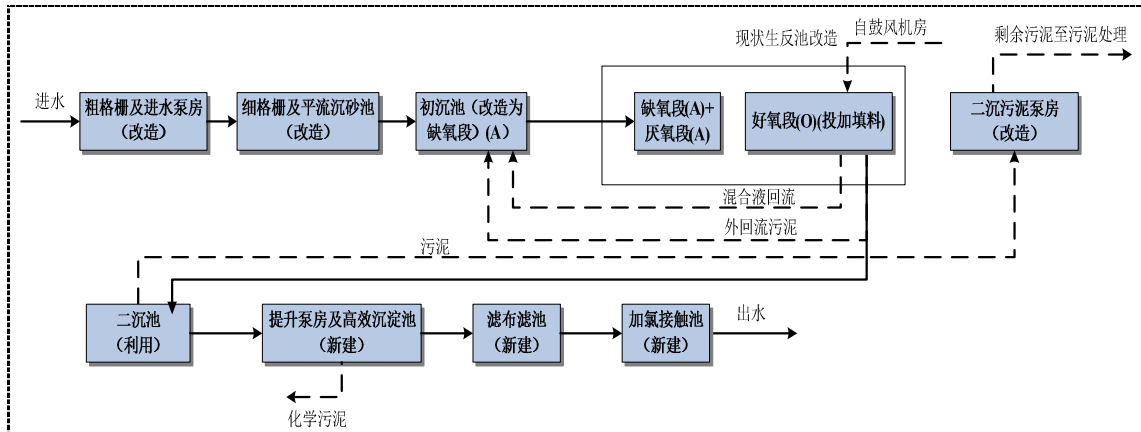 自鼓风机房
现状生反池改造
剩余污泥至污泥处理
进水
粗格栅及进水泵房
（改造）
细格栅及平流沉砂池
（改造）
初沉池（改造为
缺氧段）(A)
缺氧段(A)+
厌氧段(A)
好氧段(O)(投加填料)
二沉污泥泵房
（改造）
混合液回流
外回流污泥
污泥
二沉池
（利用）
提升泵房及高效沉淀池
（新建）
滤布滤池
（新建）
加氯接触池
（新建）
出水
化学污泥